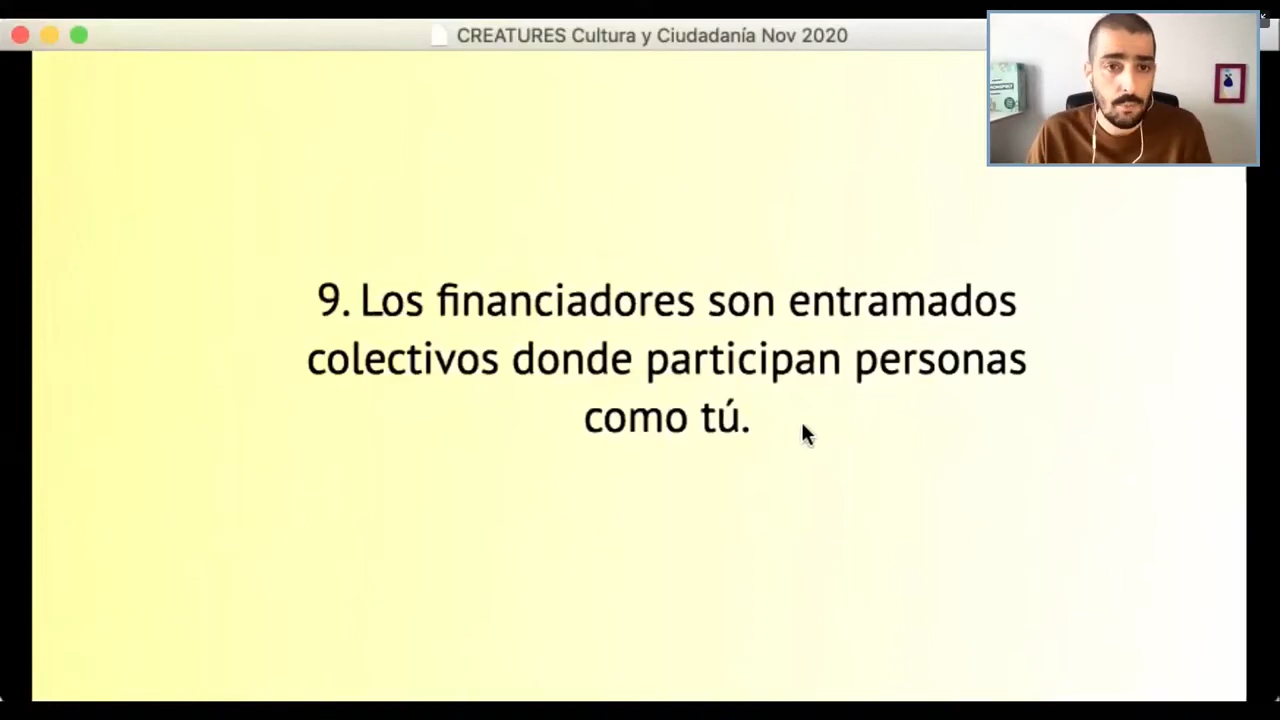 CREATURES Cultura y Ciudadanía Nov 2020
9. Los financiadores son entramados
colectivos donde participan personas
como tú.